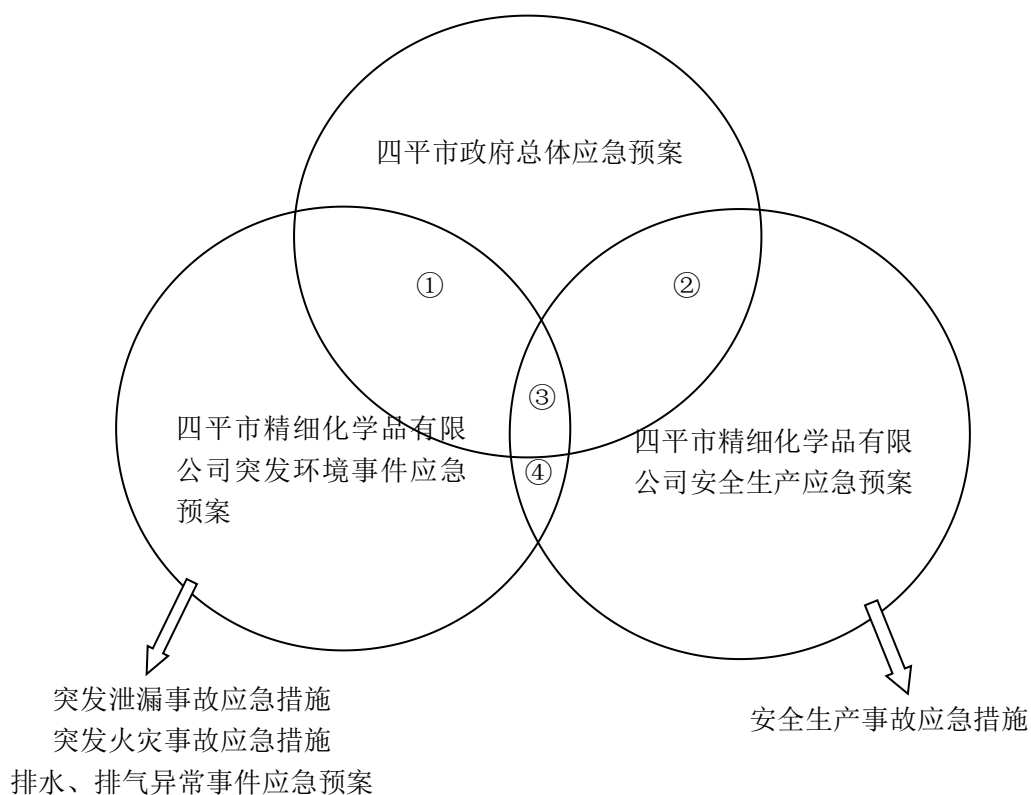 四平市政府总体应急预案
①
②
③
四平市精细化学品有限
公司突发环境事件应急
预案
四平市精细化学品有限
公司安全生产应急预案
④
突发泄漏事故应急措施
突发火灾事故应急措施
排水、排气异常事件应急预案
安全生产事故应急措施